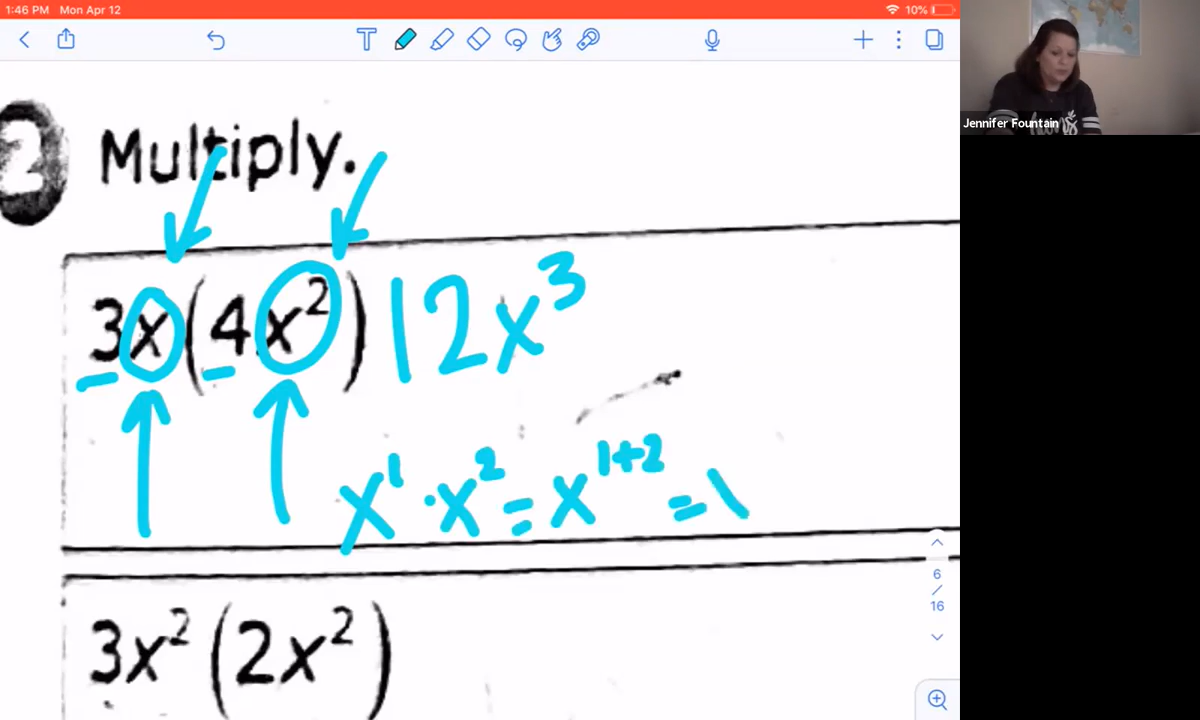 1:46 PM Mon Apr 12 10%
Jennifer Fountain
2 Multiply.
3x(4x²) 12x³
x¹ · x² = x¹⁺² = \
3x²(2x²)
6
/
16